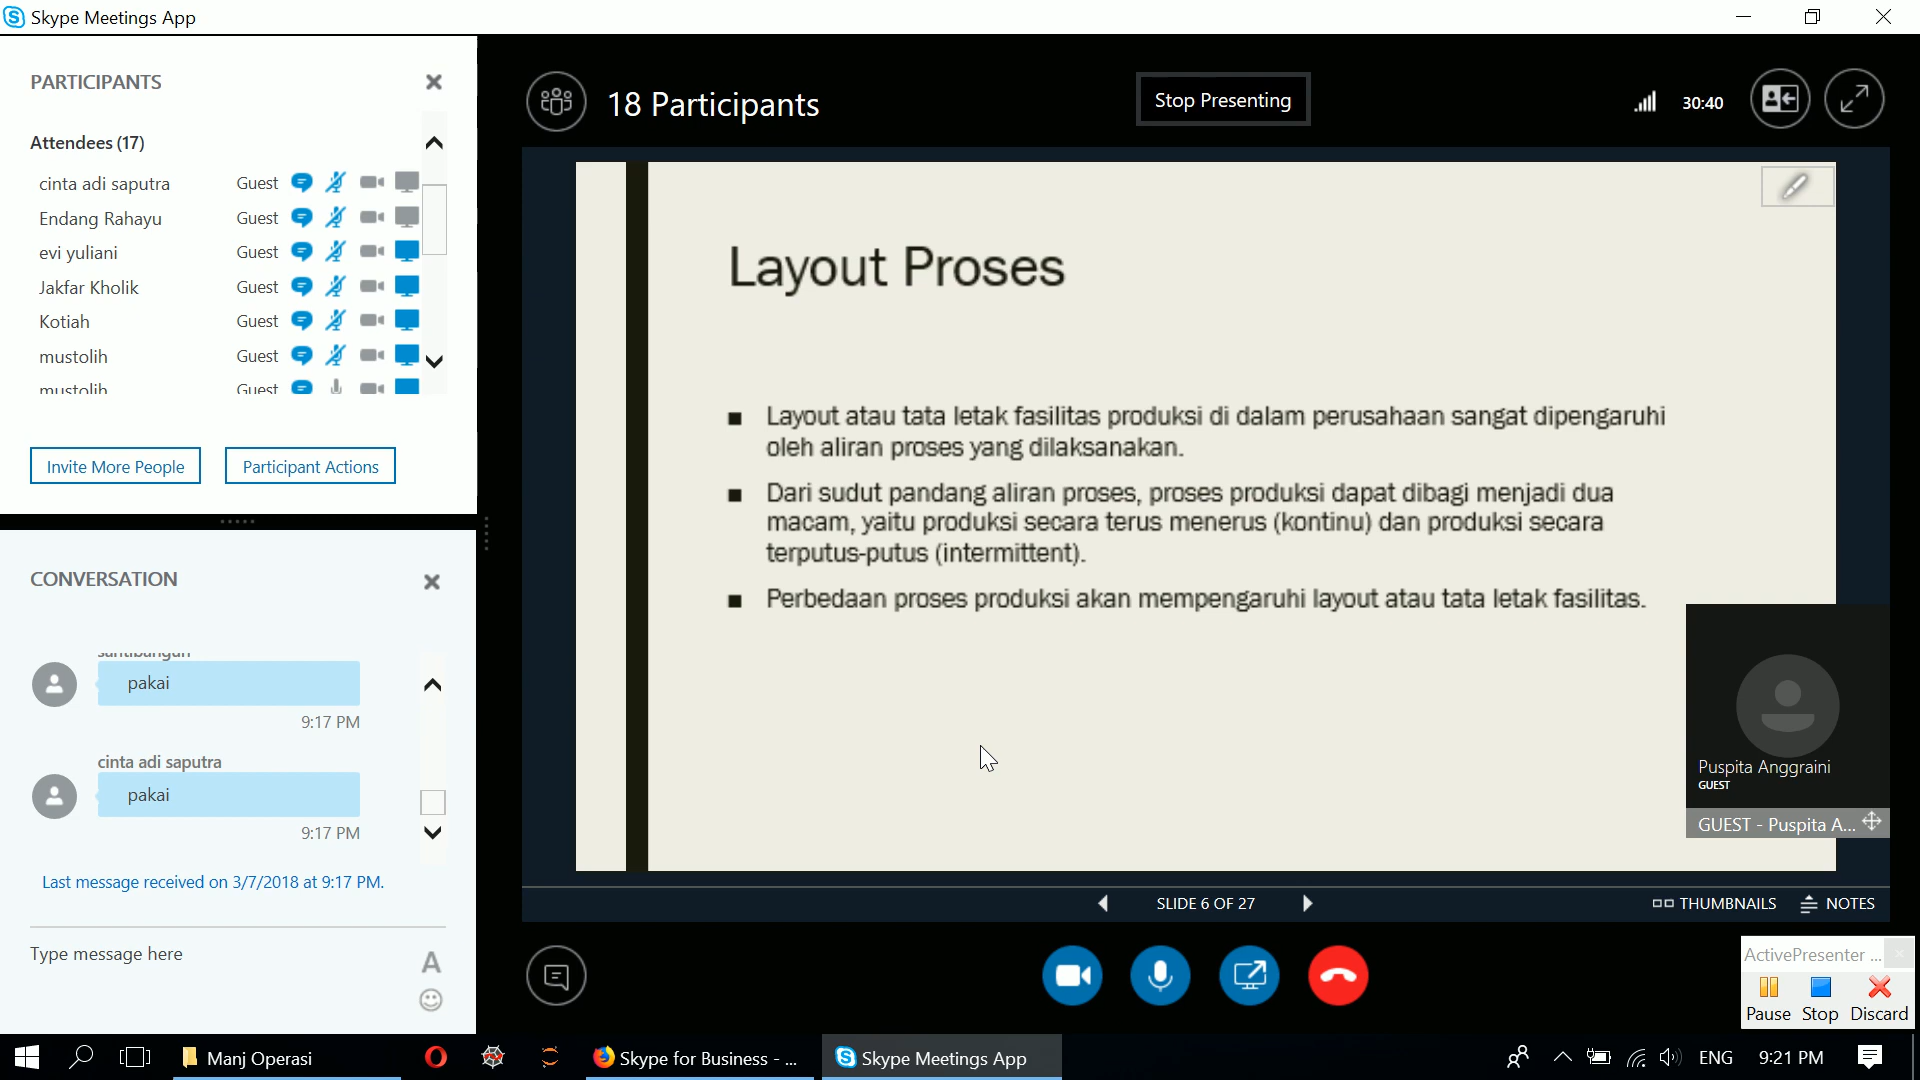 Skype Meetings App
PARTICIPANTS
Attendees (17)
cinta adi saputra Guest
Endang Rahayu Guest
evi yuliani Guest
Jakfar Kholik Guest
Kotiah Guest
mustolih Guest
mustolih Guest
Invite More People Participant Actions
CONVERSATION
santibangun
pakai
9:17 PM
cinta adi saputra
pakai
9:17 PM
Last message received on 3/7/2018 at 9:17 PM.
Type message here
A
18 Participants
Stop Presenting
30:40
Layout Proses
Layout atau tata letak fasilitas produksi di dalam perusahaan sangat dipengaruhi
oleh aliran proses yang dilaksanakan.
Dari sudut pandang aliran proses, proses produksi dapat dibagi menjadi dua
macam, yaitu produksi secara terus menerus (kontinu) dan produksi secara
terputus-putus (intermittent).
Perbedaan proses produksi akan mempengaruhi layout atau tata letak fasilitas.
Puspita Anggraini
GUEST
GUEST - Puspita A...
SLIDE 6 OF 27
THUMBNAILS
NOTES
ActivePresenter ...
Pause Stop Discard
Manj Operasi
Skype for Business - ...
Skype Meetings App
ENG
9:21 PM